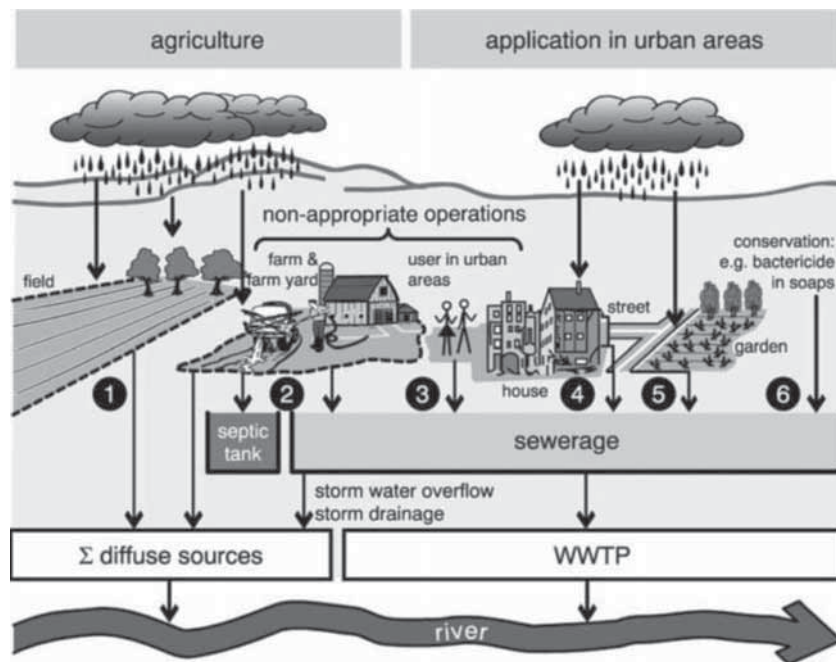 agriculture
application in urban areas
non-appropriate operations
farm &
farm yard
user in urban
areas
conservation:
e.g. bactericide
in soaps
field
street
garden
house
1
2
3
4
5
6
septic
tank
sewerage
storm water overflow
storm drainage
Σ diffuse sources
WWTP
river